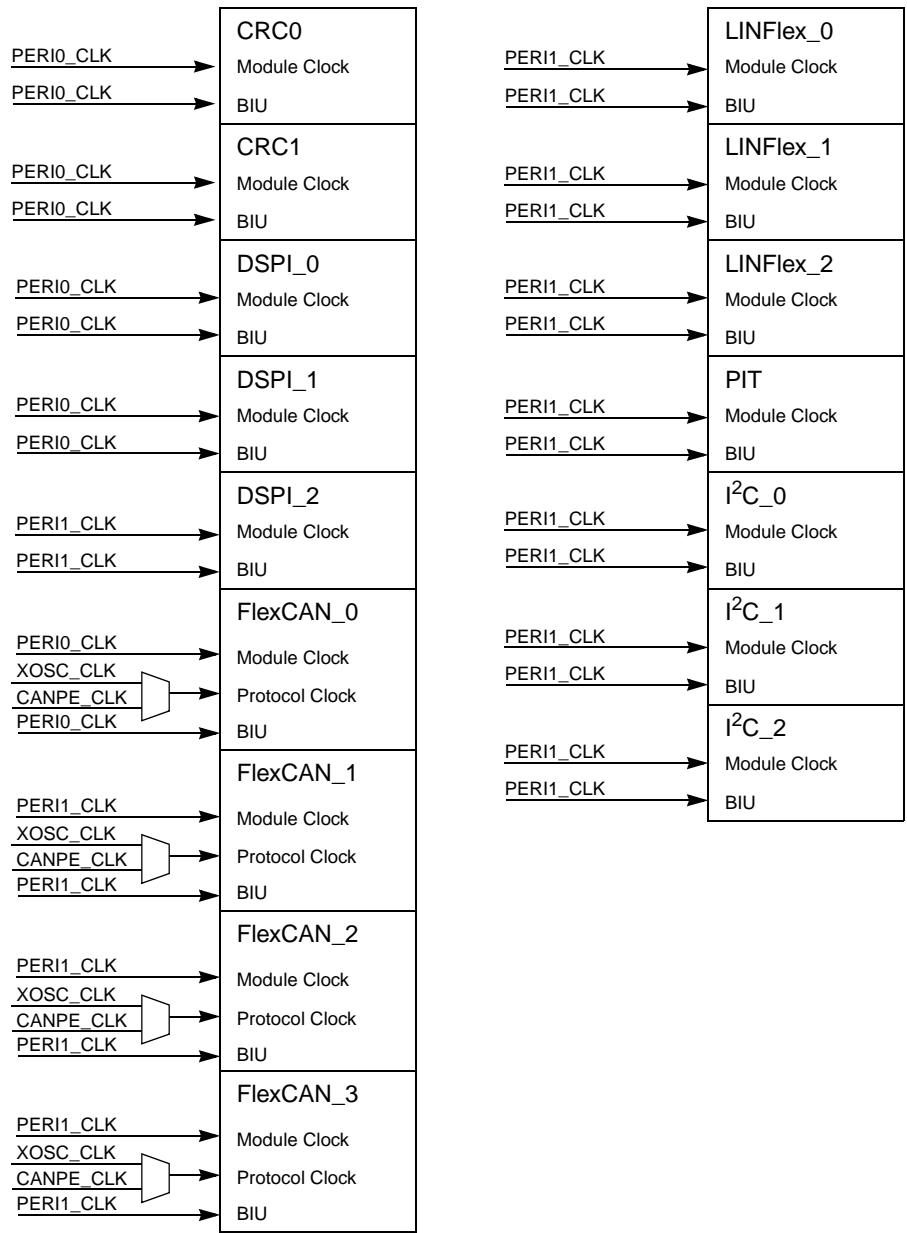 CRC0
PERI0_CLK
Module Clock
PERI0_CLK
BIU
CRC1
PERI0_CLK
Module Clock
PERI0_CLK
BIU
DSPI_0
PERI0_CLK
Module Clock
PERI0_CLK
BIU
DSPI_1
PERI0_CLK
Module Clock
PERI0_CLK
BIU
DSPI_2
PERI1_CLK
Module Clock
PERI1_CLK
BIU
FlexCAN_0
PERI0_CLK
Module Clock
XOSC_CLK
CANPE_CLK
Protocol Clock
PERI0_CLK
BIU
FlexCAN_1
PERI1_CLK
Module Clock
XOSC_CLK
CANPE_CLK
Protocol Clock
PERI1_CLK
BIU
FlexCAN_2
PERI1_CLK
Module Clock
XOSC_CLK
CANPE_CLK
Protocol Clock
PERI1_CLK
BIU
FlexCAN_3
PERI1_CLK
Module Clock
XOSC_CLK
CANPE_CLK
Protocol Clock
PERI1_CLK
BIU
LINFlex_0
PERI1_CLK
Module Clock
PERI1_CLK
BIU
LINFlex_1
PERI1_CLK
Module Clock
PERI1_CLK
BIU
LINFlex_2
PERI1_CLK
Module Clock
PERI1_CLK
BIU
PIT
PERI1_CLK
Module Clock
PERI1_CLK
BIU
I²C_0
PERI1_CLK
Module Clock
PERI1_CLK
BIU
I²C_1
PERI1_CLK
Module Clock
PERI1_CLK
BIU
I²C_2
PERI1_CLK
Module Clock
PERI1_CLK
BIU